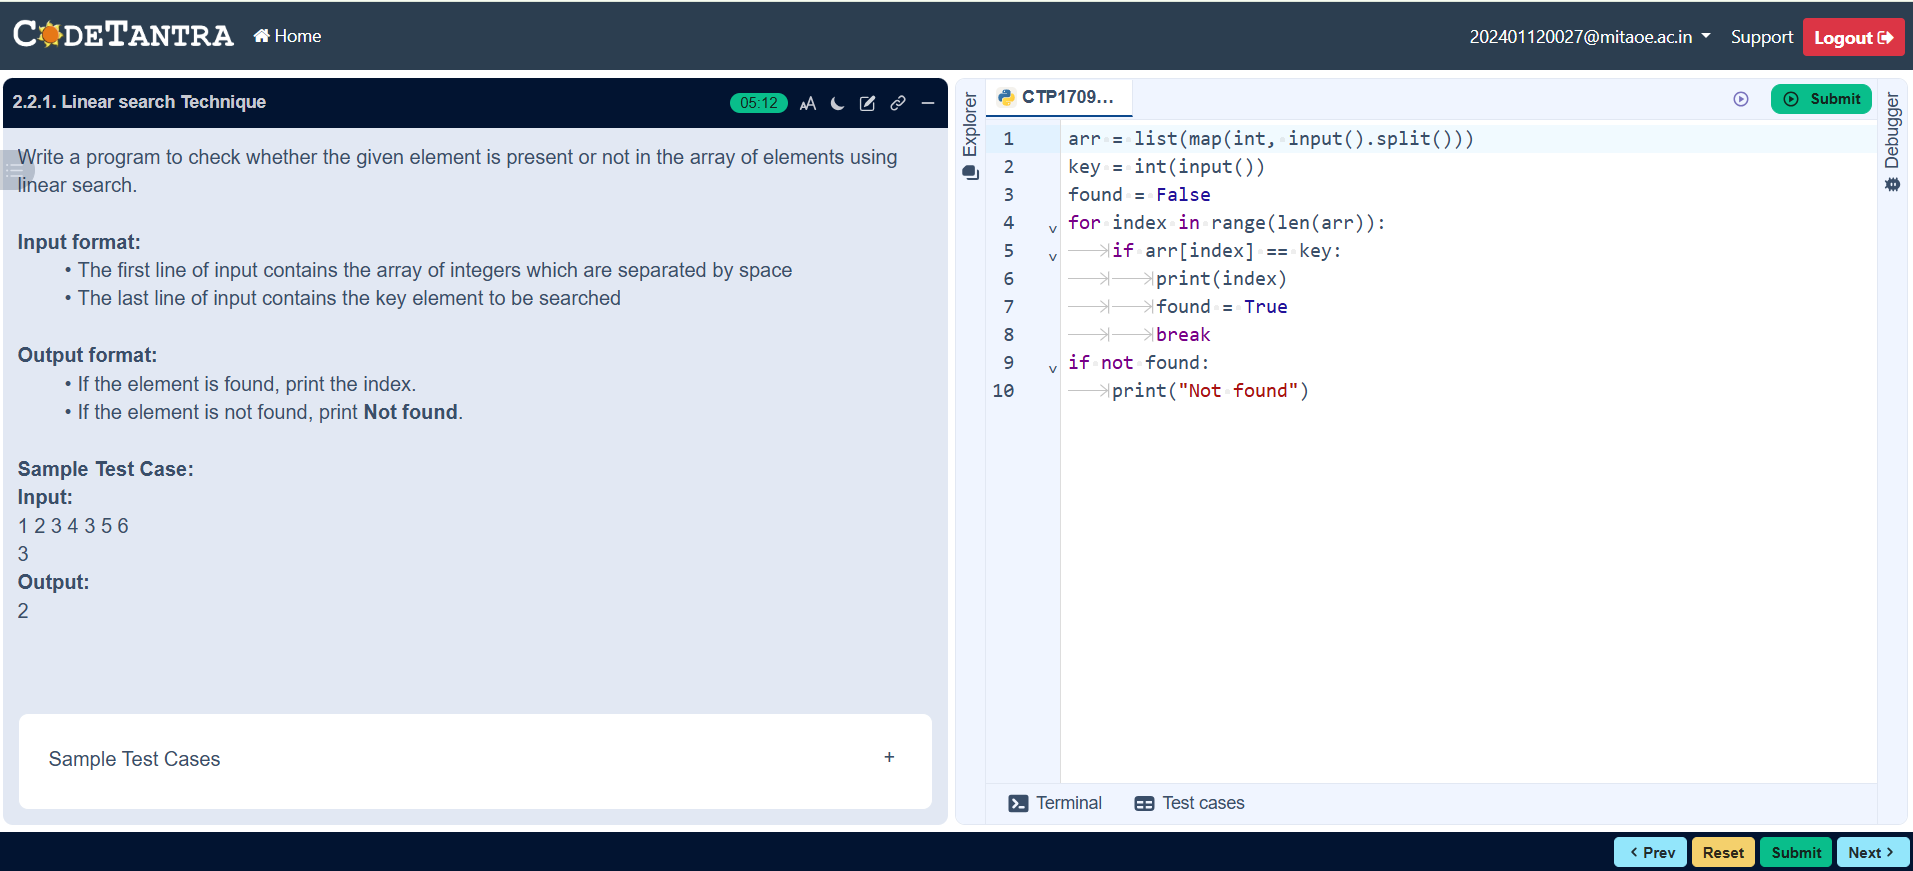 CODETANTRA
Home
202401120027@mitaoe.ac.in
Support
Logout
2.2.1. Linear search Technique
05:12
AA
Write a program to check whether the given element is present or not in the array of elements using
linear search.
Input format:
• The first line of input contains the array of integers which are separated by space
• The last line of input contains the key element to be searched
Output format:
• If the element is found, print the index.
• If the element is not found, print Not found.
Sample Test Case:
Input:
1 2 3 4 3 5 6
3
Output:
2
Sample Test Cases
+
Explorer
CTP1709...
Submit
Debugger
1 arr = list(map(int, input().split()))
2 key = int(input())
3 found = False
4 for index in range(len(arr)):
5 if arr[index] == key:
6 print(index)
7 found = True
8 break
9 if not found:
10 print("Not found")
Terminal
Test cases
< Prev
Reset
Submit
Next >